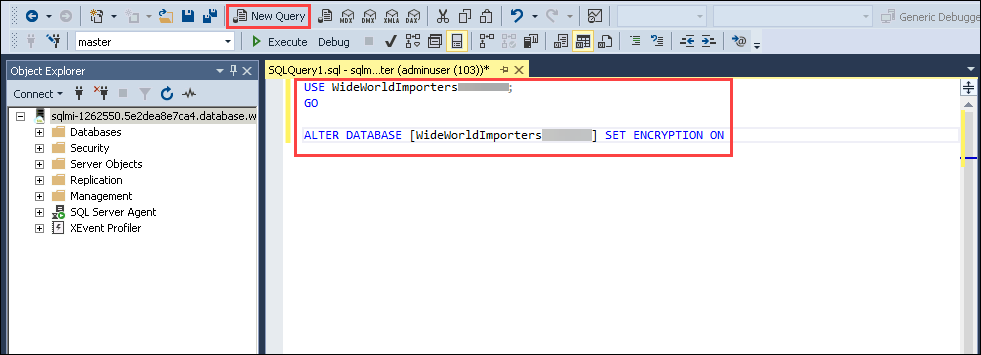 New Query
MDX
DMX
XMLA
DAX
Generic Debugge
master
Execute
Debug
Object Explorer
Connect
sqlmi-1262550.5e2dea8e7ca4.database.w
Databases
Security
Server Objects
Replication
Management
SQL Server Agent
XEvent Profiler
SQLQuery1.sql - sqlm...ter (adminuser (103))*
USE WideWorldImporters ;
GO
ALTER DATABASE [WideWorldImporters ] SET ENCRYPTION ON